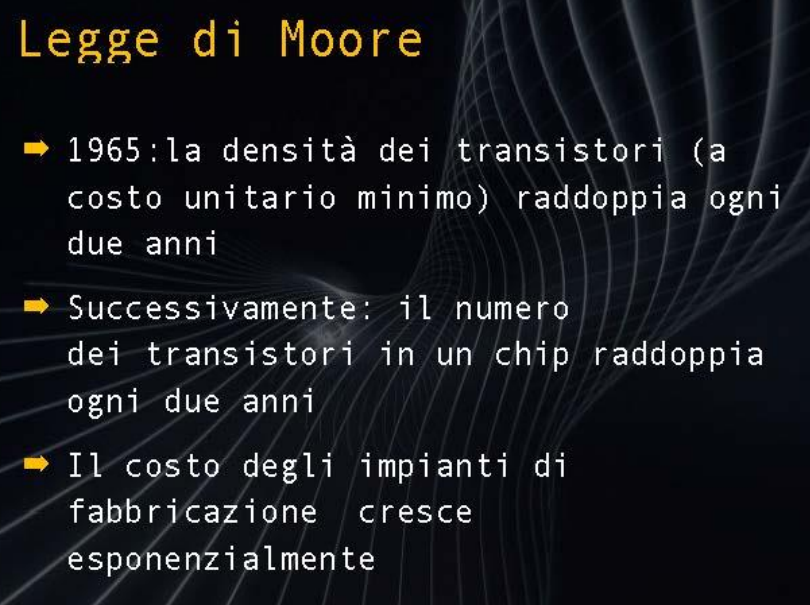 Legge di Moore
1965:la densità dei transistori (a
costo unitario minimo) raddoppia ogni
due anni
Successivamente: il numero
dei transistori in un chip raddoppia
ogni due anni
Il costo degli impianti di
fabbricazione cresce
esponenzialmente